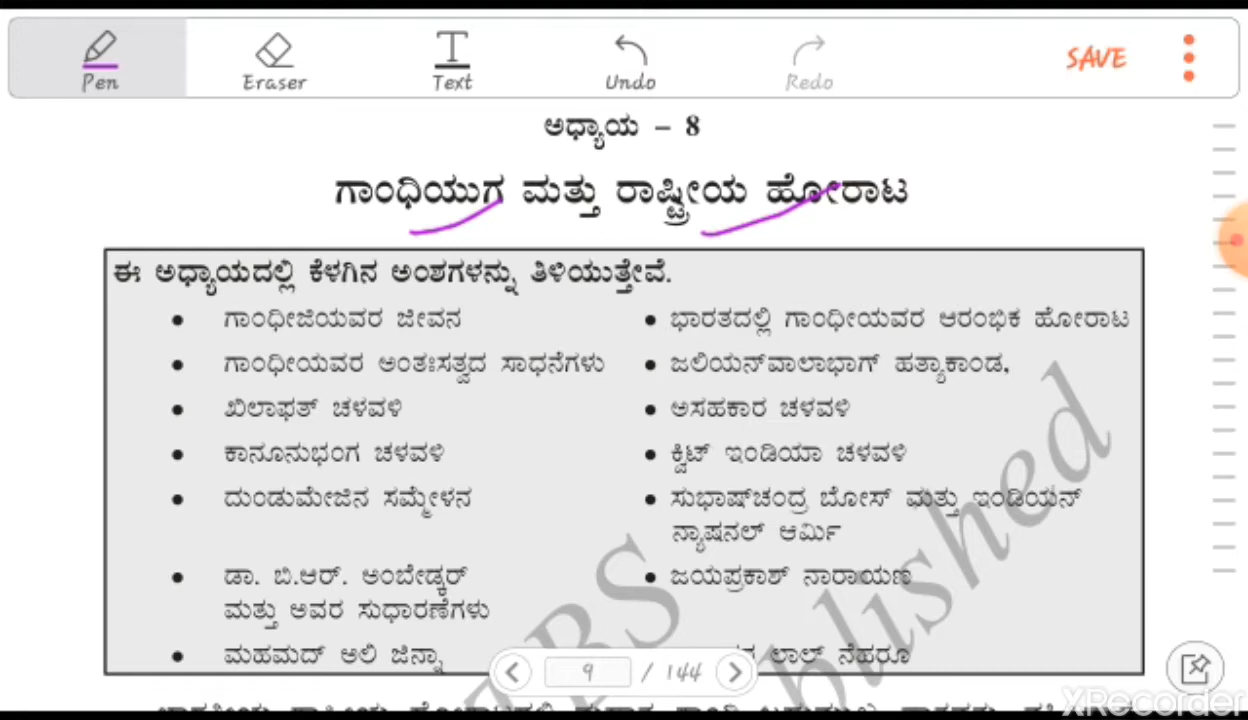 Pen
Eraser
Text
Undo
Redo
SAVE
ಅಧ್ಯಾಯ – 8
ಗಾಂಧಿಯುಗ ಮತ್ತು ರಾಷ್ಟ್ರೀಯ ಹೋರಾಟ
ಈ ಅಧ್ಯಾಯದಲ್ಲಿ ಕೆಳಗಿನ ಅಂಶಗಳನ್ನು ತಿಳಿಯುತ್ತೇವೆ.
• ಗಾಂಧೀಜಿಯವರ ಜೀವನ
• ಭಾರತದಲ್ಲಿ ಗಾಂಧೀಯವರ ಆರಂಭಿಕ ಹೋರಾಟ
• ಗಾಂಧೀಯವರ ಅಂತಃಸತ್ವದ ಸಾಧನೆಗಳು
• ಜಲಿಯನ್‌ವಾಲಾಭಾಗ್ ಹತ್ಯಾಕಾಂಡ,
• ಖಿಲಾಫತ್ ಚಳವಳಿ
• ಅಸಹಕಾರ ಚಳವಳಿ
• ಕಾನೂನುಭಂಗ ಚಳವಳಿ
• ಕ್ವಿಟ್ ಇಂಡಿಯಾ ಚಳವಳಿ
• ದುಂಡುಮೇಜಿನ ಸಮ್ಮೇಳನ
• ಸುಭಾಷ್‌ಚಂದ್ರ ಬೋಸ್ ಮತ್ತು ಇಂಡಿಯನ್
ನ್ಯಾಷನಲ್ ಆರ್ಮಿ
• ಡಾ. ಬಿ.ಆರ್. ಅಂಬೇಡ್ಕರ್
ಮತ್ತು ಅವರ ಸುಧಾರಣೆಗಳು
• ಜಯಪ್ರಕಾಶ್ ನಾರಾಯಣ
• ಮಹಮದ್ ಅಲಿ ಜಿನ್ನಾ
ಲಾಲ್ ನೆಹರೂ
9 / 144
XRecorder